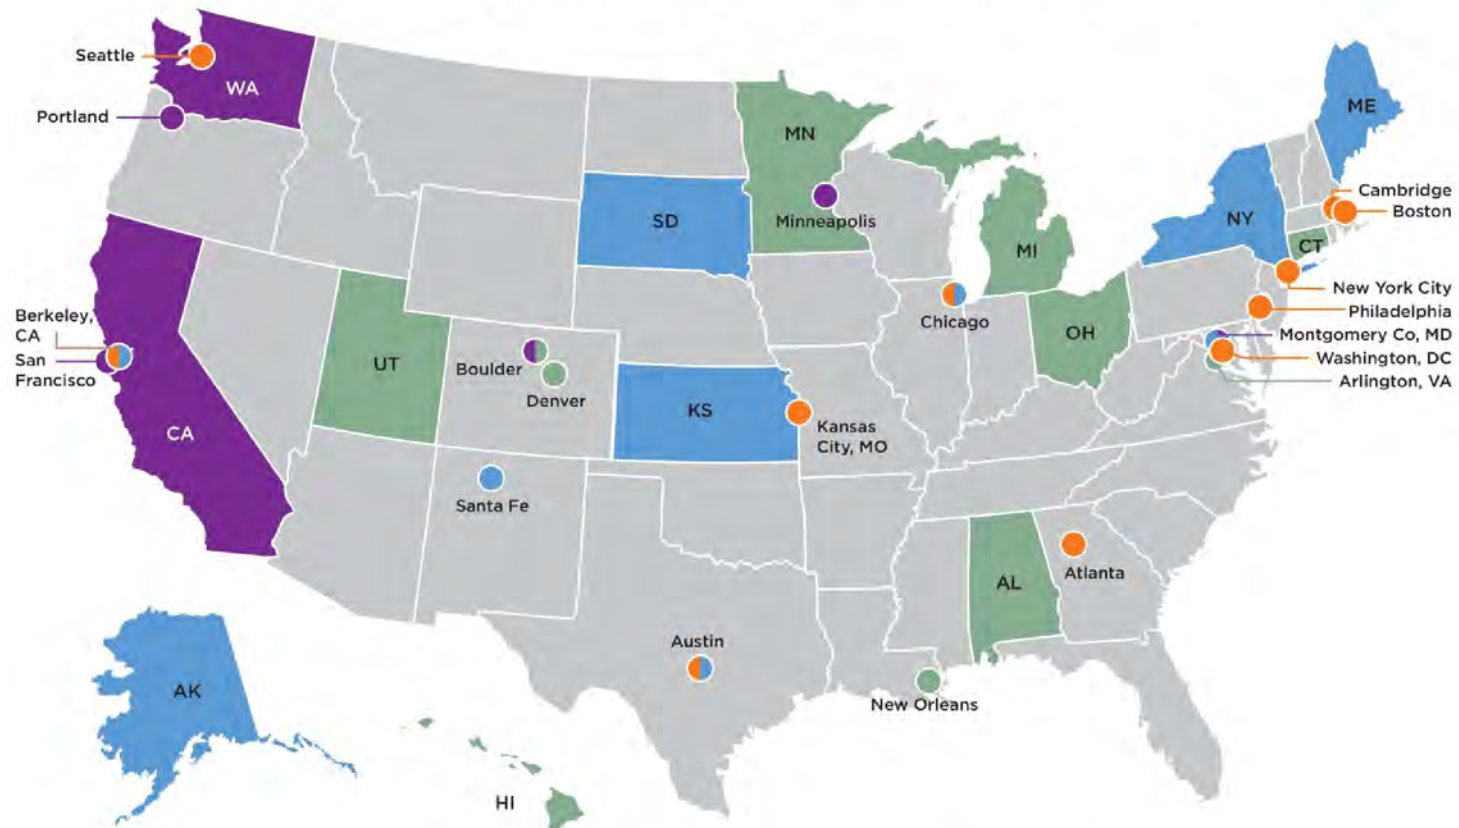 Seattle
WA
Portland
MN
ME
Minneapolis
SD
MI
NY
CT
Cambridge
Boston
New York City
Philadelphia
Montgomery Co, MD
Washington, DC
Arlington, VA
Berkeley,
CA
San
Francisco
CA
UT
Boulder
Denver
KS
Kansas
City, MO
Chicago
OH
Santa Fe
Austin
AL
Atlanta
New Orleans
AK
HI